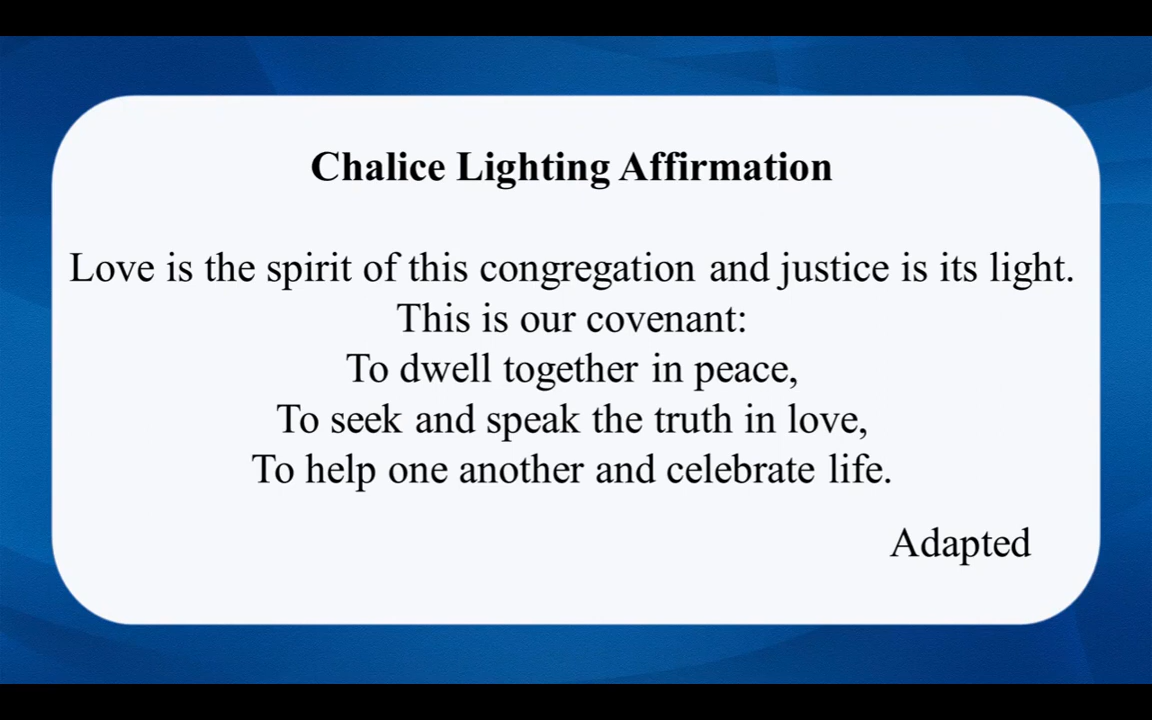 Chalice Lighting Affirmation
Love is the spirit of this congregation and justice is its light.
This is our covenant:
To dwell together in peace,
To seek and speak the truth in love,
To help one another and celebrate life.
Adapted